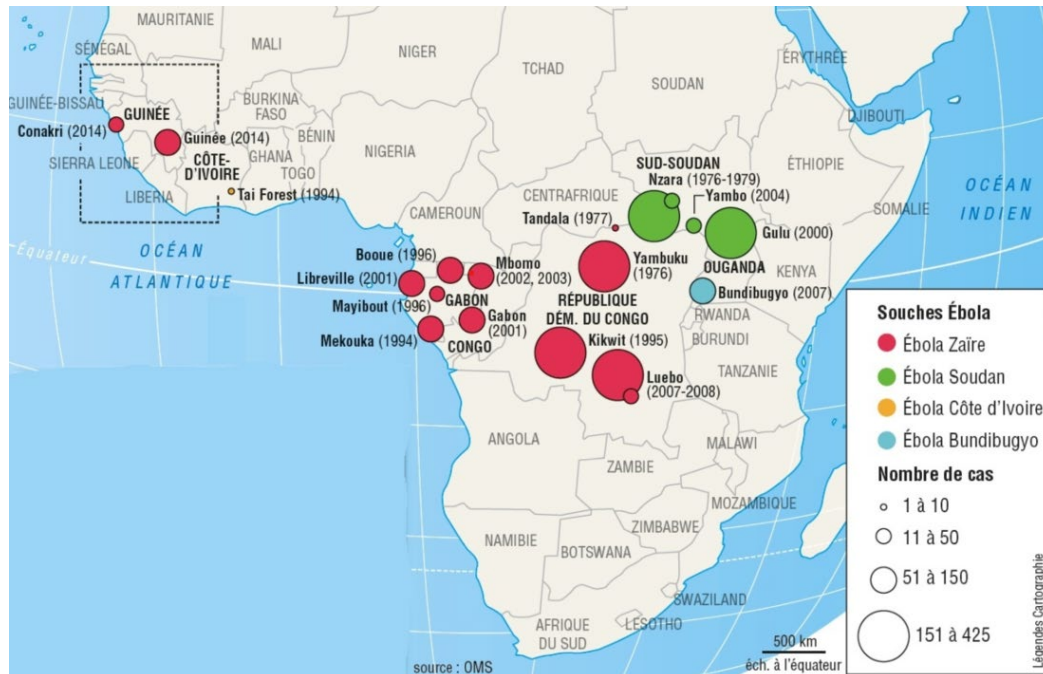 MAURITANIE
MALI
NIGER
TCHAD
SOUDAN
ÉRYTHRÉE
SÉNÉGAL
GUINÉE-BISSAU
GUINÉE
Conakri (2014)
Guinée (2014)
SIERRA LEONE
LIBERIA
CÔTE-
D'IVOIRE
Tai Forest (1994)
BURKINA
FASO
GHANA
TOGO
BÉNIN
NIGERIA
CAMEROUN
CENTRAFRIQUE
DJIBOUTI
ÉTHIOPIE
SOMALIE
OCÉAN
INDIEN
SUD-SOUDAN
Nzara (1976-1979)
Yambo
(2004)
Tandala (1977)
Gulu (2000)
OUGANDA
KENYA
Yambuku
(1976)
Bundibugyo (2007)
RWANDA
BURUNDI
TANZANIE
OCÉAN
ATLANTIQUE
Équateur
Booue (1996)
Libreville (2001)
Mayibout (1996)
Mekouka (1994)
Mbomo
(2002, 2003)
GABON
Gabon
(2001)
CONGO
RÉPUBLIQUE
DÉM. DU CONGO
Kikwit (1995)
Luebo
(2007-2008)
ANGOLA
ZAMBIE
MALAWI
MOZAMBIQUE
ZIMBABWE
NAMIBIE
BOTSWANA
SWAZILAND
LESOTHO
AFRIQUE
DU SUD
source : OMS
500 km
éch. à l'équateur
Souches Ébola
Ébola Zaïre
Ébola Soudan
Ébola Côte d'Ivoire
Ébola Bundibugyo
Nombre de cas
1 à 10
11 à 50
51 à 150
151 à 425
Légendes Cartographie